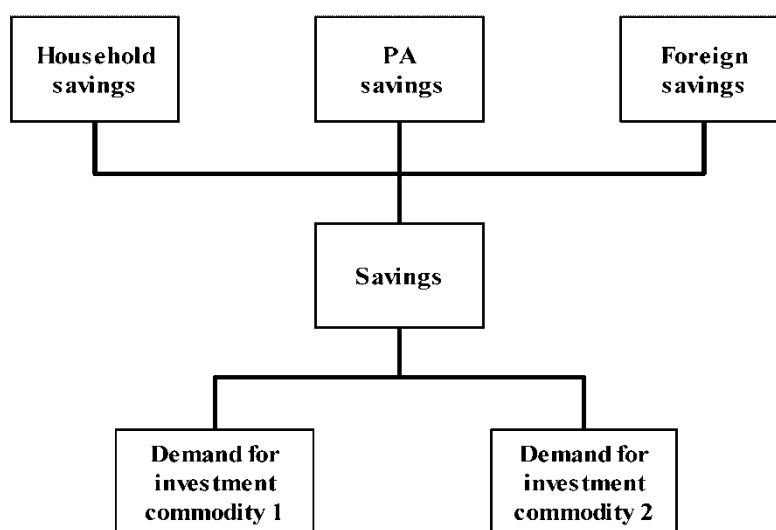 Household
savings
PA
savings
Foreign
savings
Savings
Demand for
investment
commodity 1
Demand for
investment
commodity 2